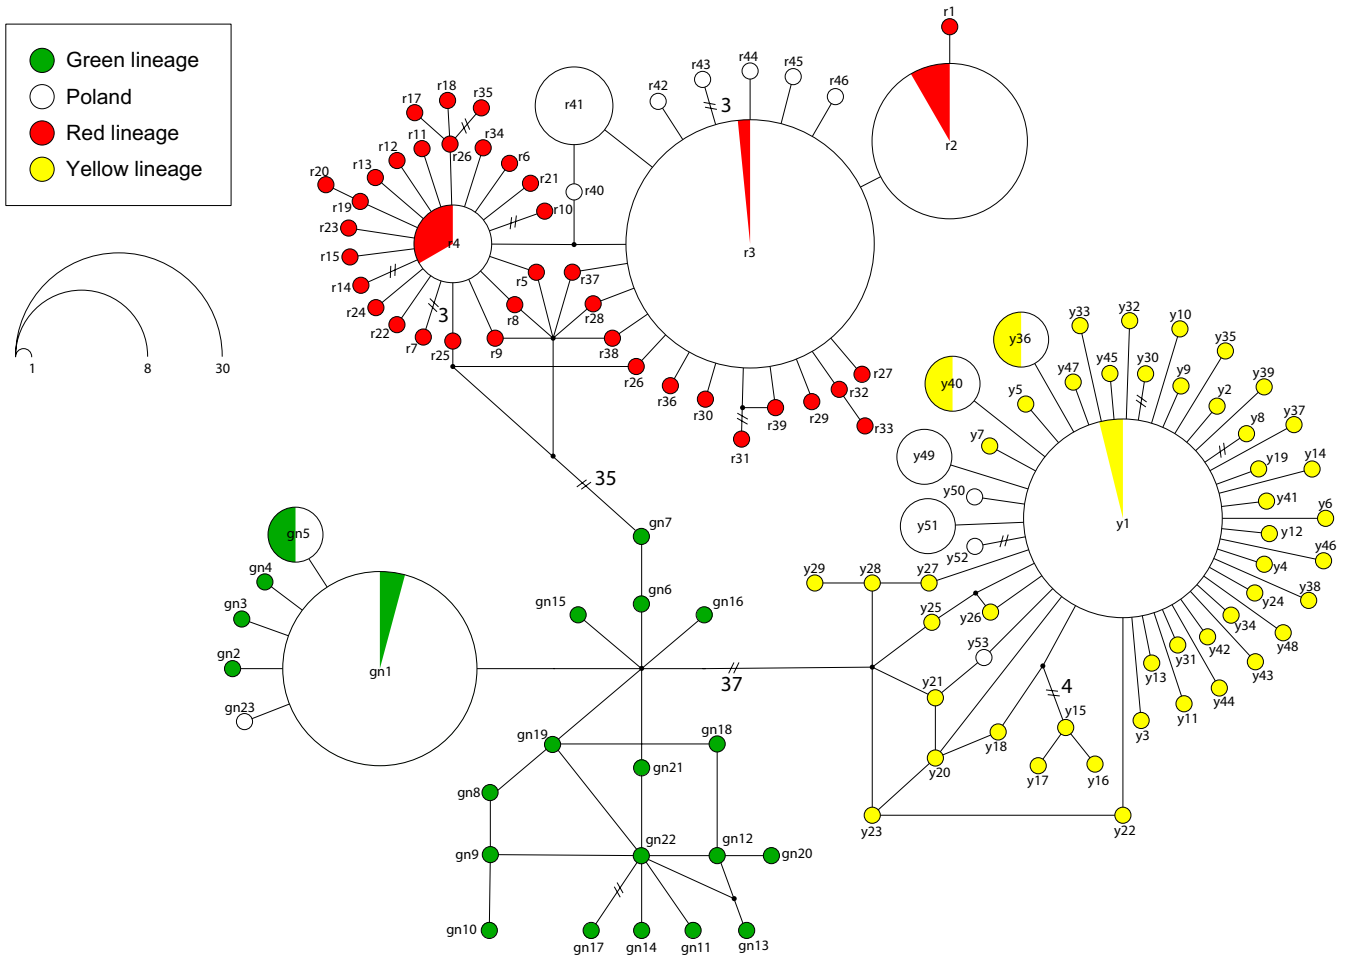 Green lineage
Poland
Red lineage
Yellow lineage
1
8
30
r1
r2
r44
r43
r45
r42
r46
3
r3
r41
r40
r18
r17
r35
r26
r11
r34
r12
r6
r13
r21
r20
r19
r10
r23
r4
r15
r14
r24
r22
r7
3
r25
r5
r37
r8
r28
r9
r38
r26
r36
r30
r31
r39
r29
r27
r32
r33
35
gn7
gn6
gn15
gn16
gn5
gn4
gn3
gn2
gn1
gn23
37
gn19
gn18
gn21
gn8
gn22
gn12
gn9
gn20
gn10
gn17
gn14
gn11
gn13
y36
y33
y32
y10
y35
y40
y47
y45
y30
y9
y39
y5
y2
y37
y7
y8
y49
y19
y14
y50
y41
y6
y51
y1
y12
y52
y46
y4
y29
y28
y27
y38
y24
y25
y26
y34
y48
y53
y42
y31
y43
y13
y21
4
y44
y15
y11
y3
y18
y20
y17
y16
y23
y22